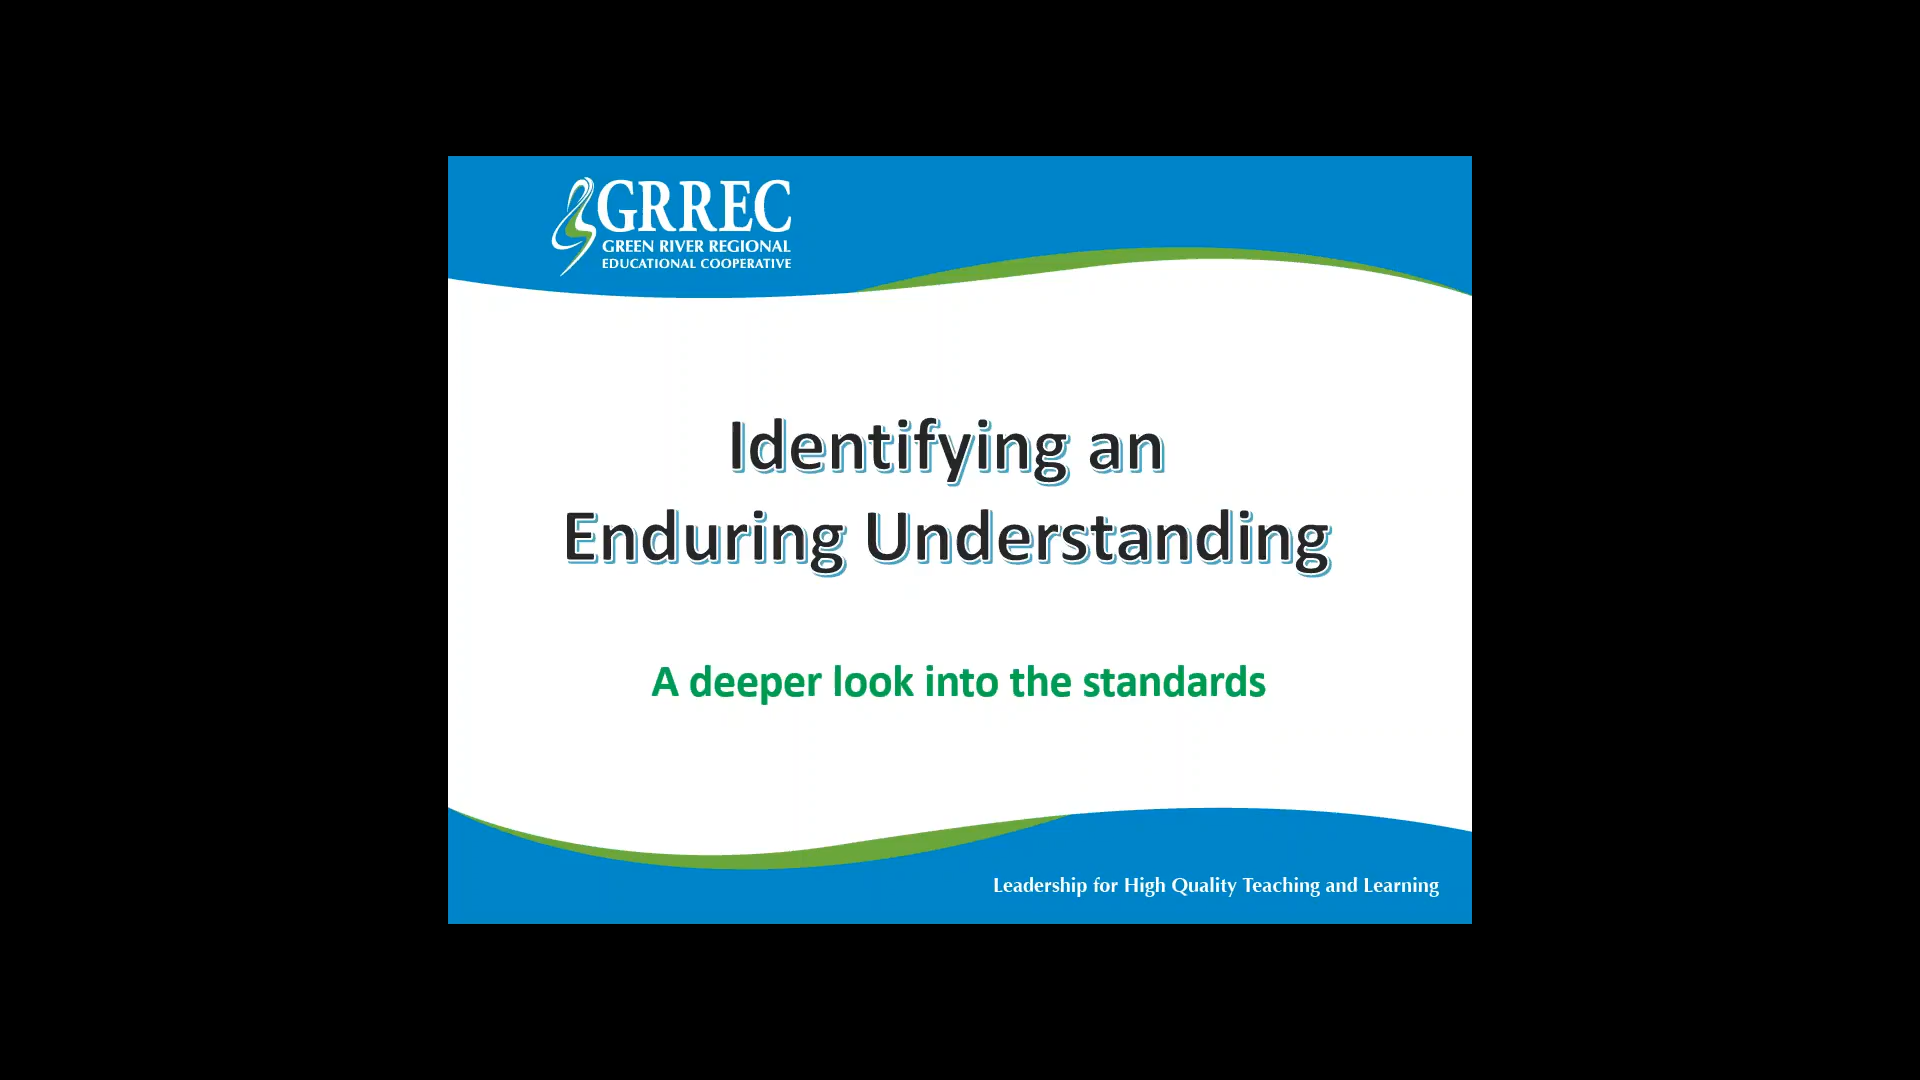 GRREC
GREEN RIVER REGIONAL
EDUCATIONAL COOPERATIVE
Identifying an
Enduring Understanding
A deeper look into the standards
Leadership for High Quality Teaching and Learning